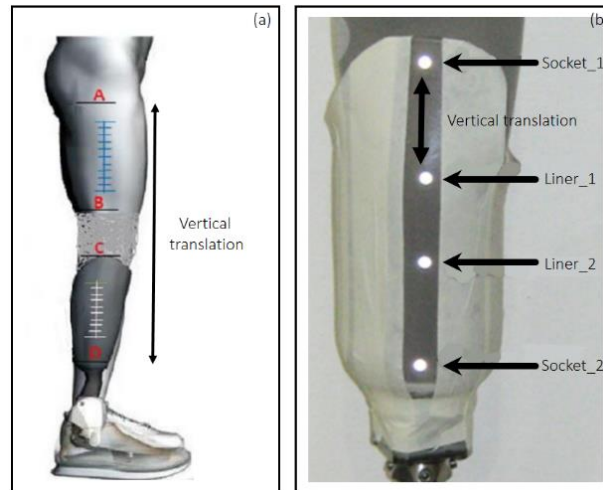 (a)
A
B
C
D
Vertical
translation
(b)
Socket_1
Vertical translation
Liner_1
Liner_2
Socket_2